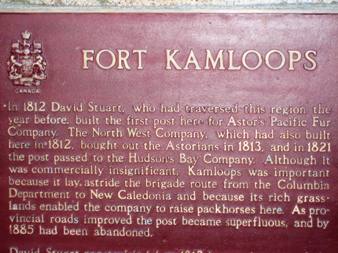 CANADA
FORT KAMLOOPS
In 1812 David Stuart, who had traversed this region the
year before, built the first post here for Astor's Pacific Fur
Company. The North West Company, which had also built
here in 1812, bought out the Astorians in 1813, and in 1821
the post passed to the Hudson's Bay Company. Although it
was commercially insignificant, Kamloops was important
because it lay astride the brigade route from the Columbia
Department to New Caledonia and because its rich grass-
lands enabled the company to raise packhorses here. As pro-
vincial roads improved the post became superfluous, and by
1885 had been abandoned.
David Stuart